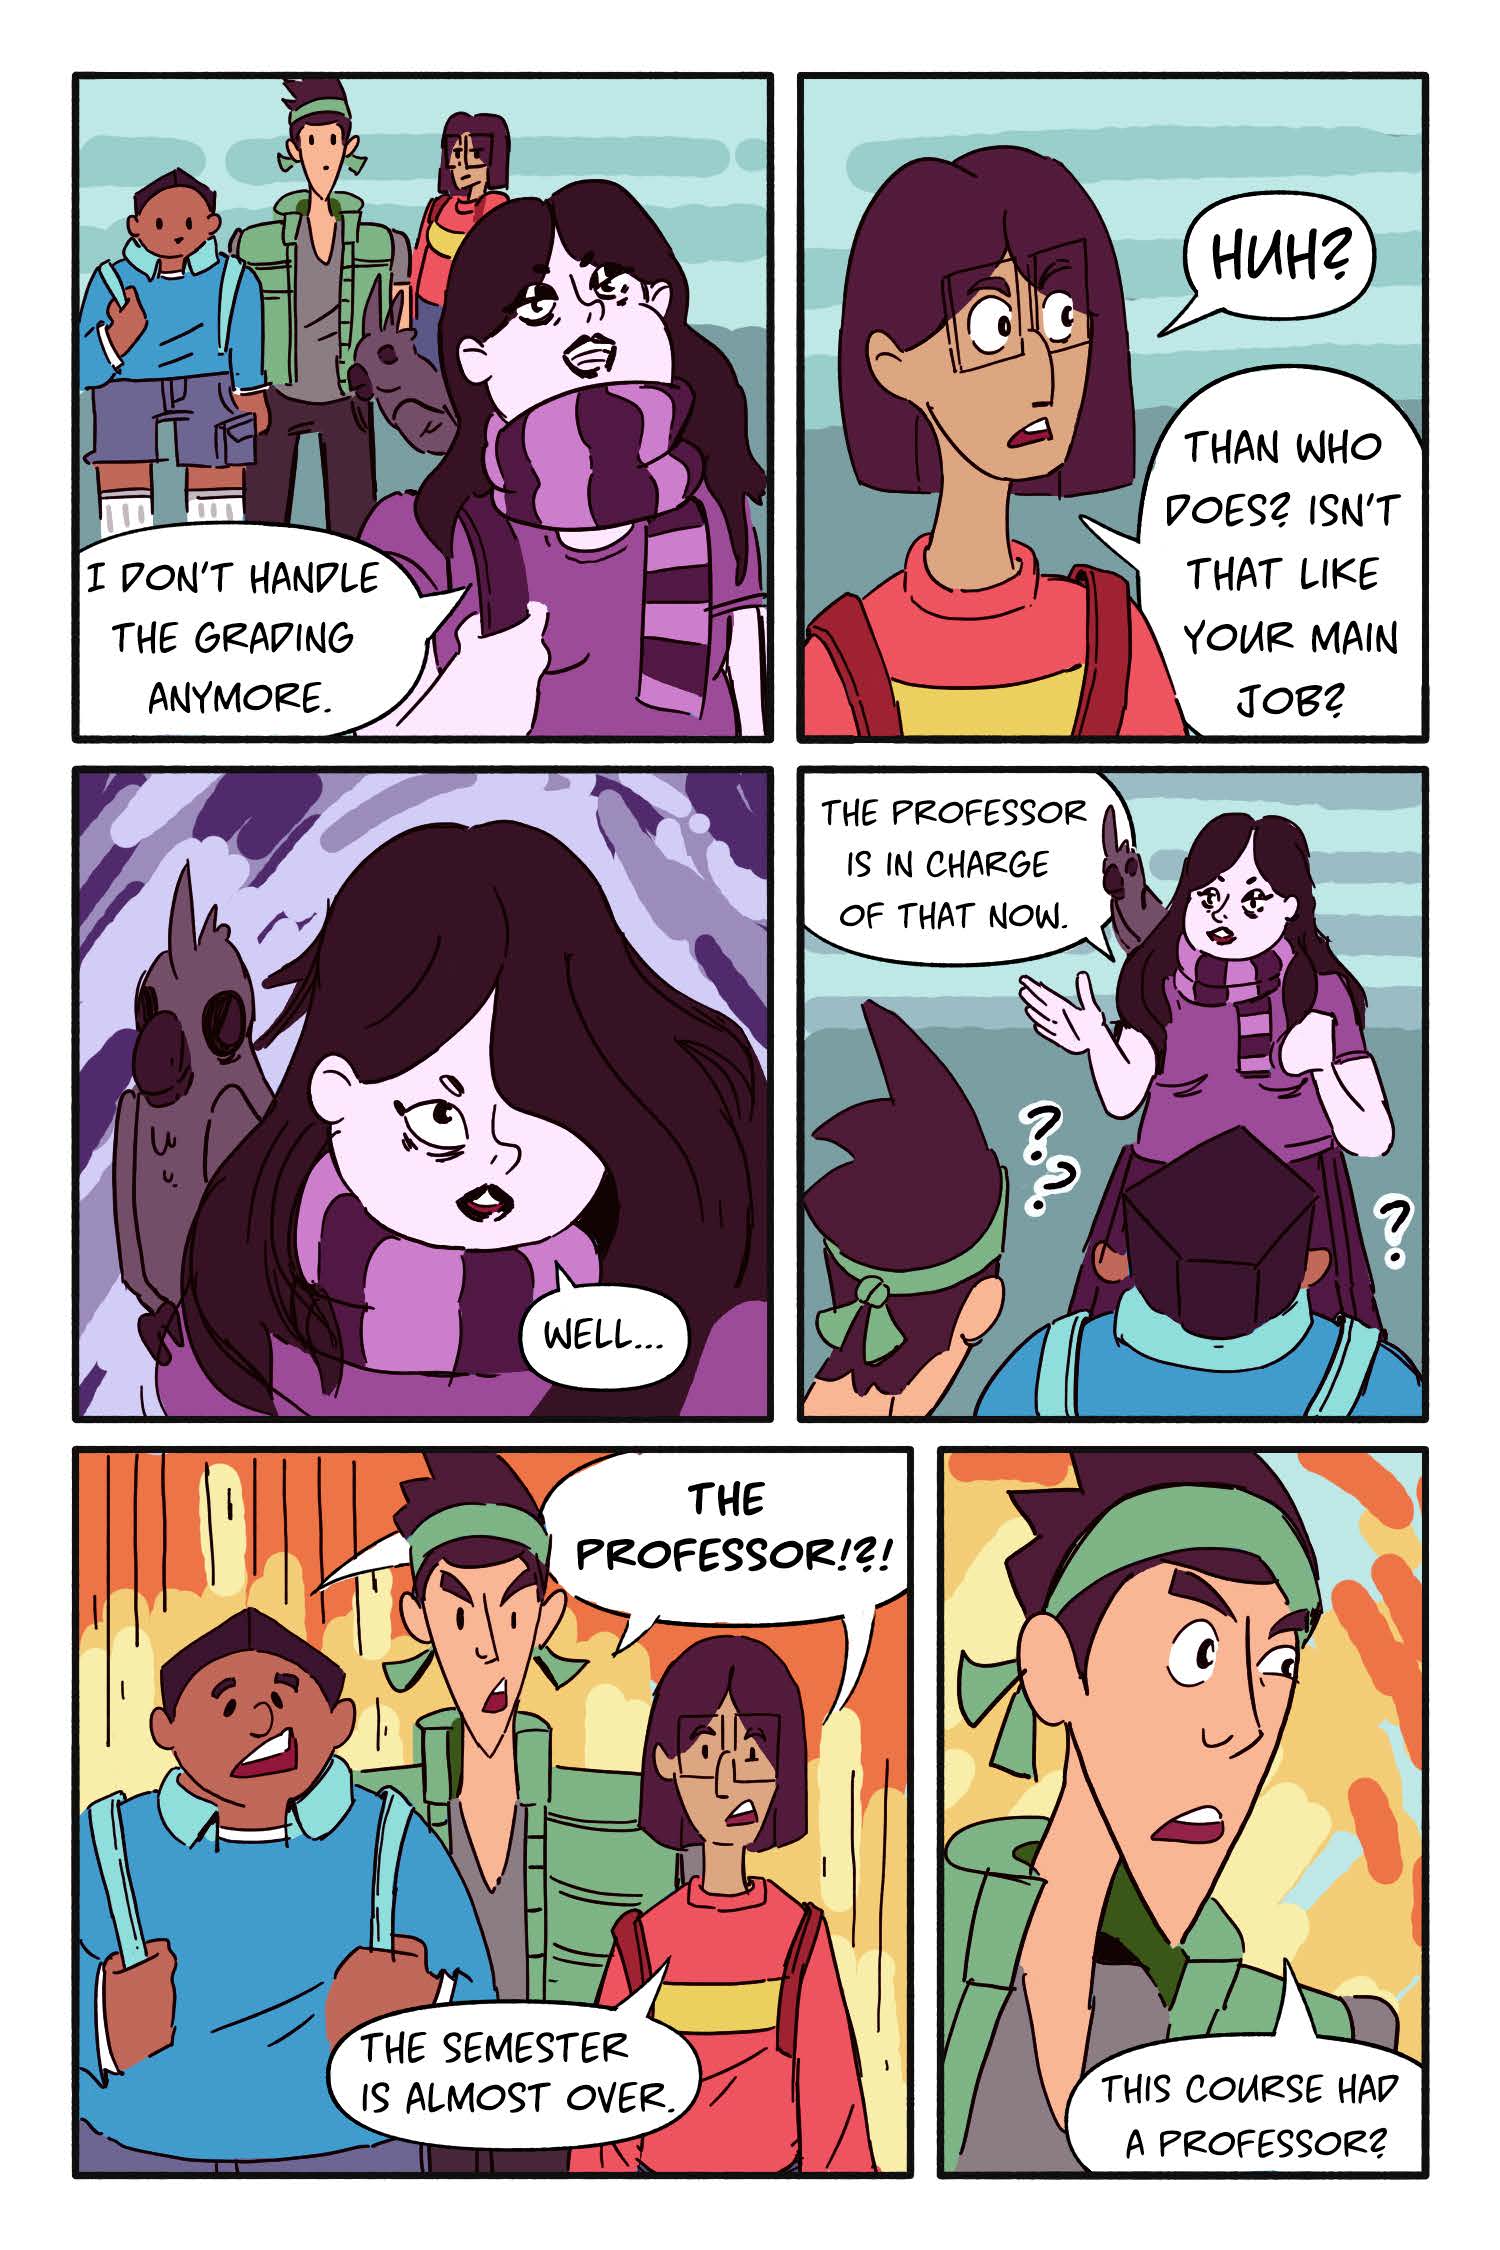 I DON'T HANDLE
THE GRADING
ANYMORE.
HUH?
THAN WHO
DOES? ISN'T
THAT LIKE
YOUR MAIN
JOB?
WELL...
THE PROFESSOR
IS IN CHARGE
OF THAT NOW.
?
?
?
THE
PROFESSOR!?!
THE SEMESTER
IS ALMOST OVER.
THIS COURSE HAD
A PROFESSOR?